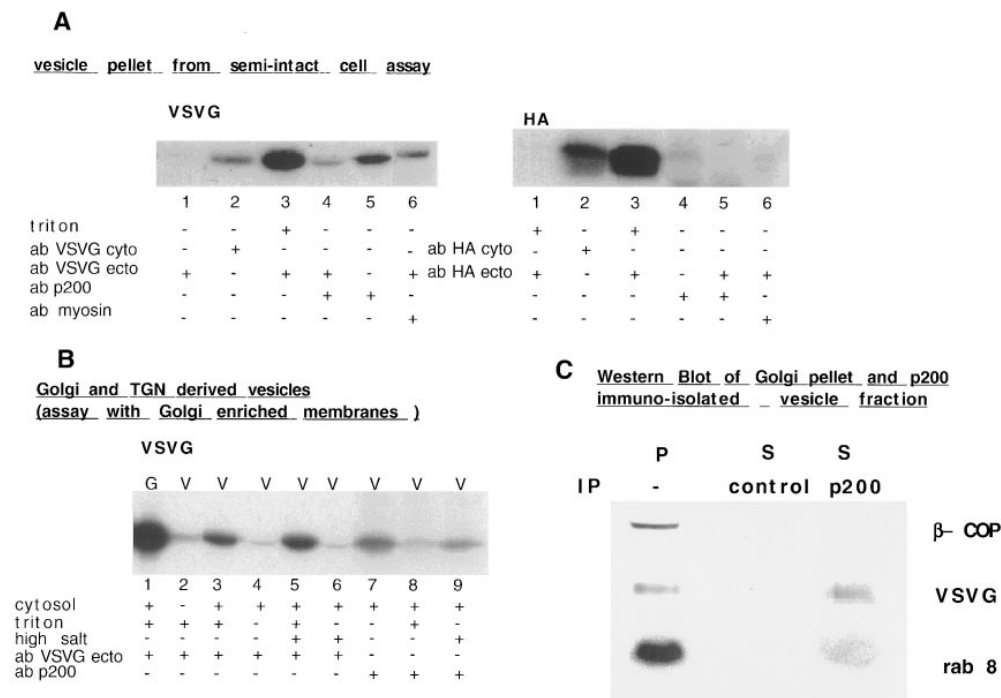 A
vesicle pellet from semi-intact cell assay
VSVG
HA
1 2 3 4 5 6
1 2 3 4 5 6
triton - - + - - - + - + - - -
ab VSVG cyto - + - - - - ab HA cyto - + - - - -
ab VSVG ecto + - + + - + ab HA ecto + - + - + +
ab p200 - - - + + - - - - + + -
ab myosin - - - - - + - - - - - +
B
Golgi and TGN derived vesicles
(assay with Golgi enriched membranes )
VSVG
G V V V V V V V V
1 2 3 4 5 6 7 8 9
cytosol + - + + + + + + +
triton + + + - + - - + -
high salt - - - - + + - - +
ab VSVG ecto + + + + + + - - -
ab p200 - - - - - - + + +
C
Western Blot of Golgi pellet and p200
immuno-isolated vesicle fraction
P S S
IP - control p200
β- COP
VSVG
rab 8